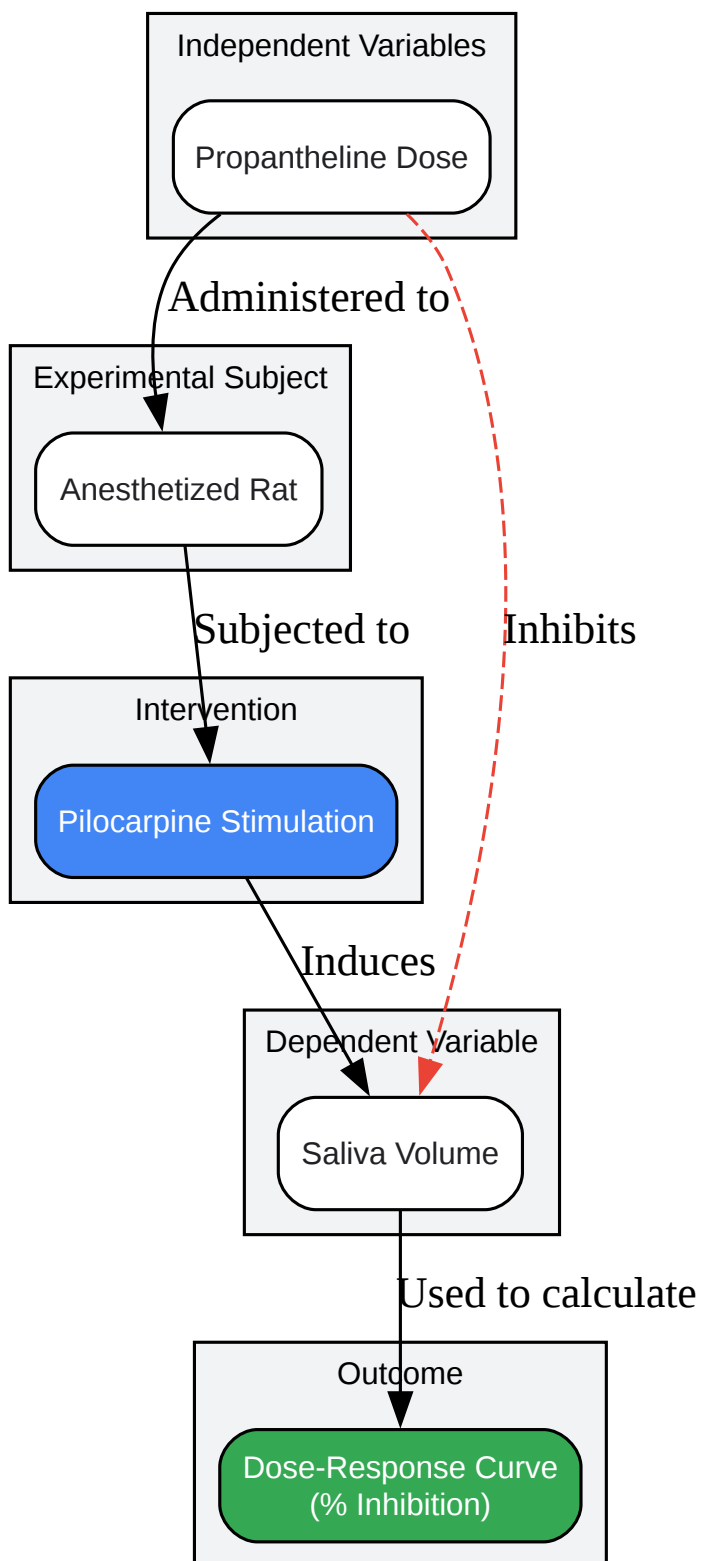 Independent Variables
Propantheline Dose
Administered to
Experimental Subject
Anesthetized Rat
Subjected to
Inhibits
Intervention
Pilocarpine Stimulation
Induces
Dependent Variable
Saliva Volume
Used to calculate
Outcome
Dose-Response Curve
(% Inhibition)